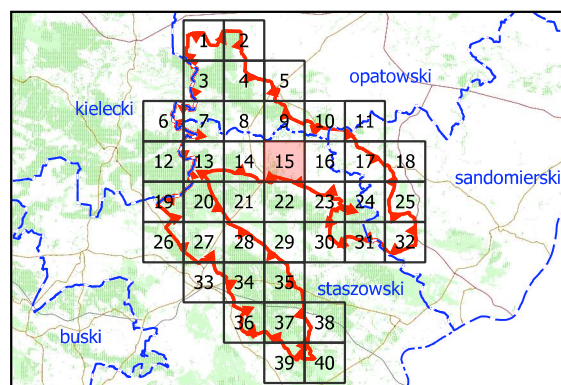 1 2
3 4 5 opatowski
kielecki 6 7 8 9 10 11
12 13 14 15 16 17 18
sandomierski
19 20 21 22 23 24 25
26 27 28 29 30 31 32
33 34 35 staszowski
buski 36 37 38
39 40